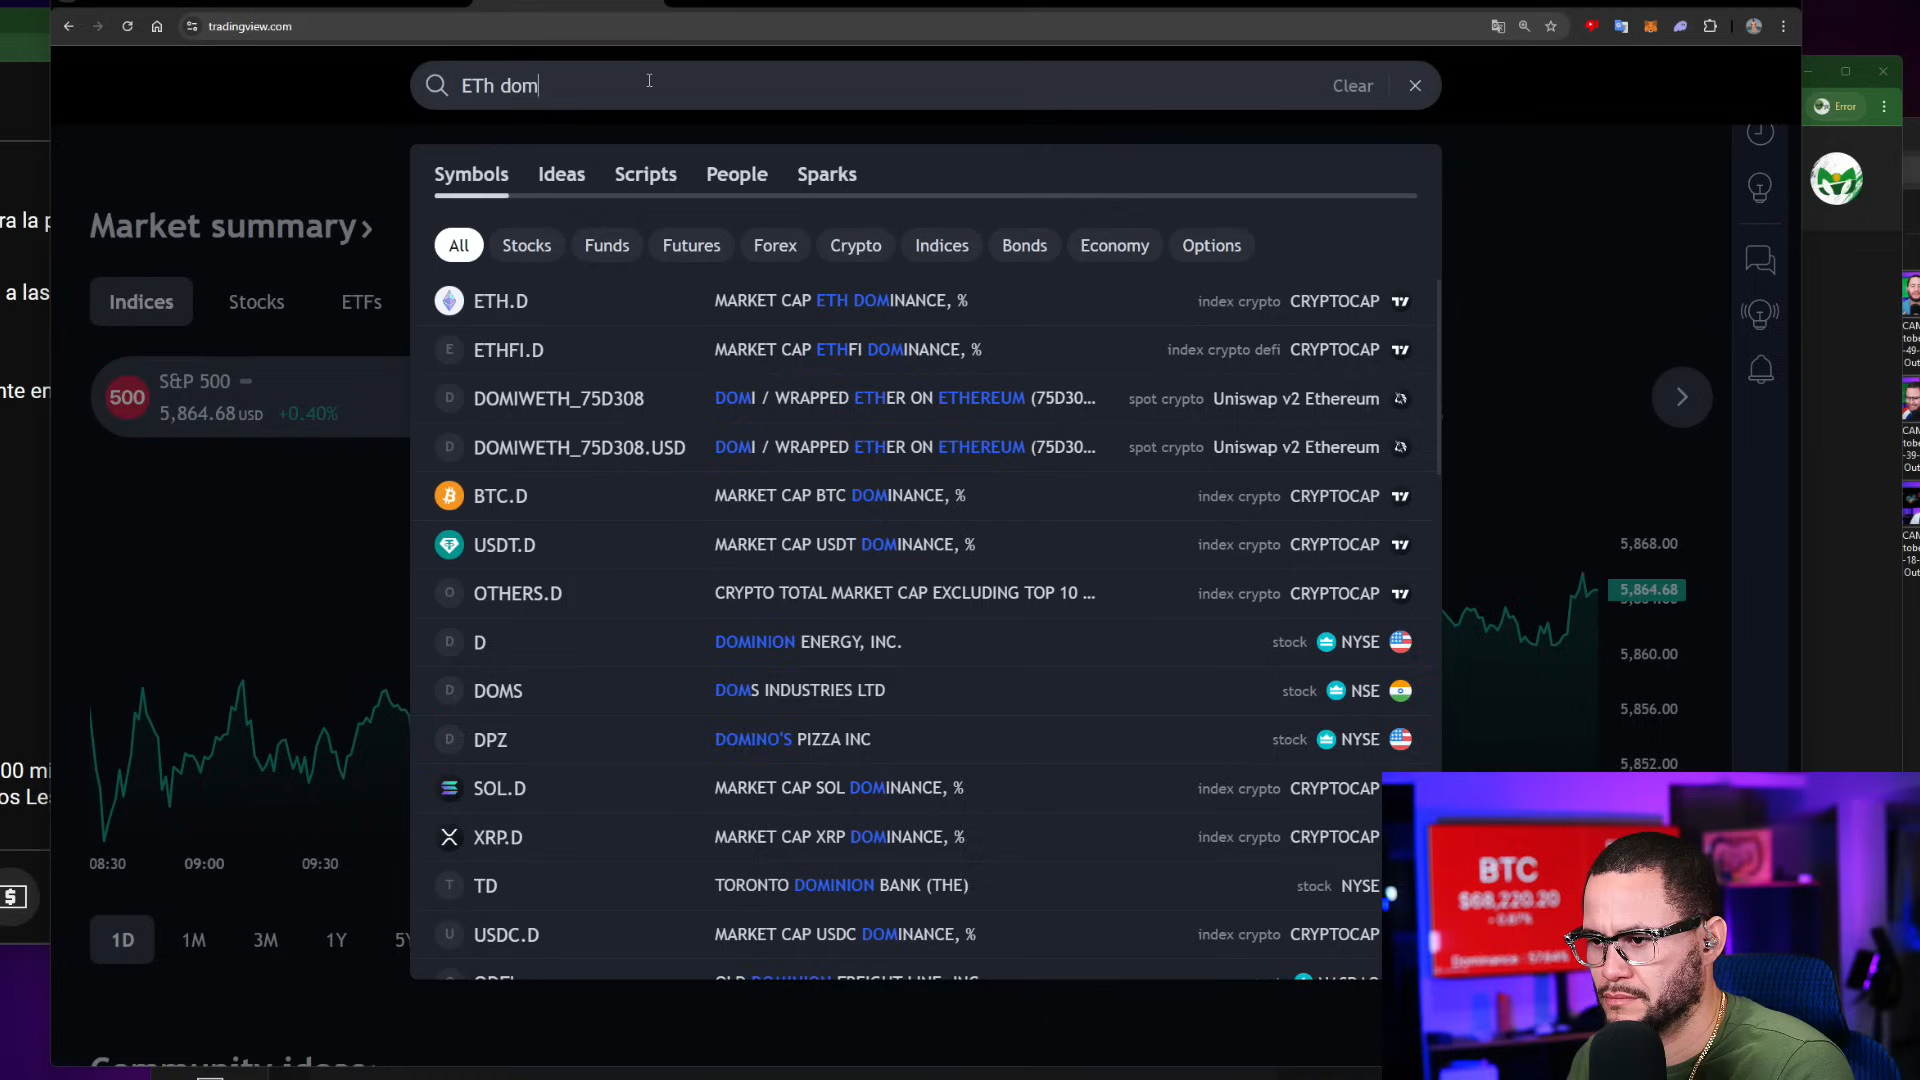 tradingview.com
ETh dom
Clear
Error
Symbols Ideas Scripts People Sparks
All Stocks Funds Futures Forex Crypto Indices Bonds Economy Options
Market summary
Indices Stocks ETFs
S&P 500
500
5,864.68 USD +0.40%
ETH.D MARKET CAP ETH DOMINANCE, % index crypto CRYPTOCAP
E ETHFI.D MARKET CAP ETHFI DOMINANCE, % index crypto defi CRYPTOCAP
D DOMIWETH_75D308 DOMI / WRAPPED ETHER ON ETHEREUM (75D30... spot crypto Uniswap v2 Ethereum
D DOMIWETH_75D308.USD DOMI / WRAPPED ETHER ON ETHEREUM (75D30... spot crypto Uniswap v2 Ethereum
BTC.D MARKET CAP BTC DOMINANCE, % index crypto CRYPTOCAP
USDT.D MARKET CAP USDT DOMINANCE, % index crypto CRYPTOCAP
O OTHERS.D CRYPTO TOTAL MARKET CAP EXCLUDING TOP 10 ... index crypto CRYPTOCAP
D D DOMINION ENERGY, INC. stock NYSE
D DOMS DOMS INDUSTRIES LTD stock NSE
D DPZ DOMINO'S PIZZA INC stock NYSE
SOL.D MARKET CAP SOL DOMINANCE, % index crypto CRYPTOCAP
XRP.D MARKET CAP XRP DOMINANCE, % index crypto CRYPTOCAP
T TD TORONTO DOMINION BANK (THE) stock NYSE
U USDC.D MARKET CAP USDC DOMINANCE, % index crypto CRYPTOCAP
5,868.00
5,864.68
5,860.00
5,856.00
5,852.00
08:30 09:00 09:30
1D 1M 3M 1Y 5Y
ra la p
a las
nte en
00 mi
os Le
BTC
$68,220.20